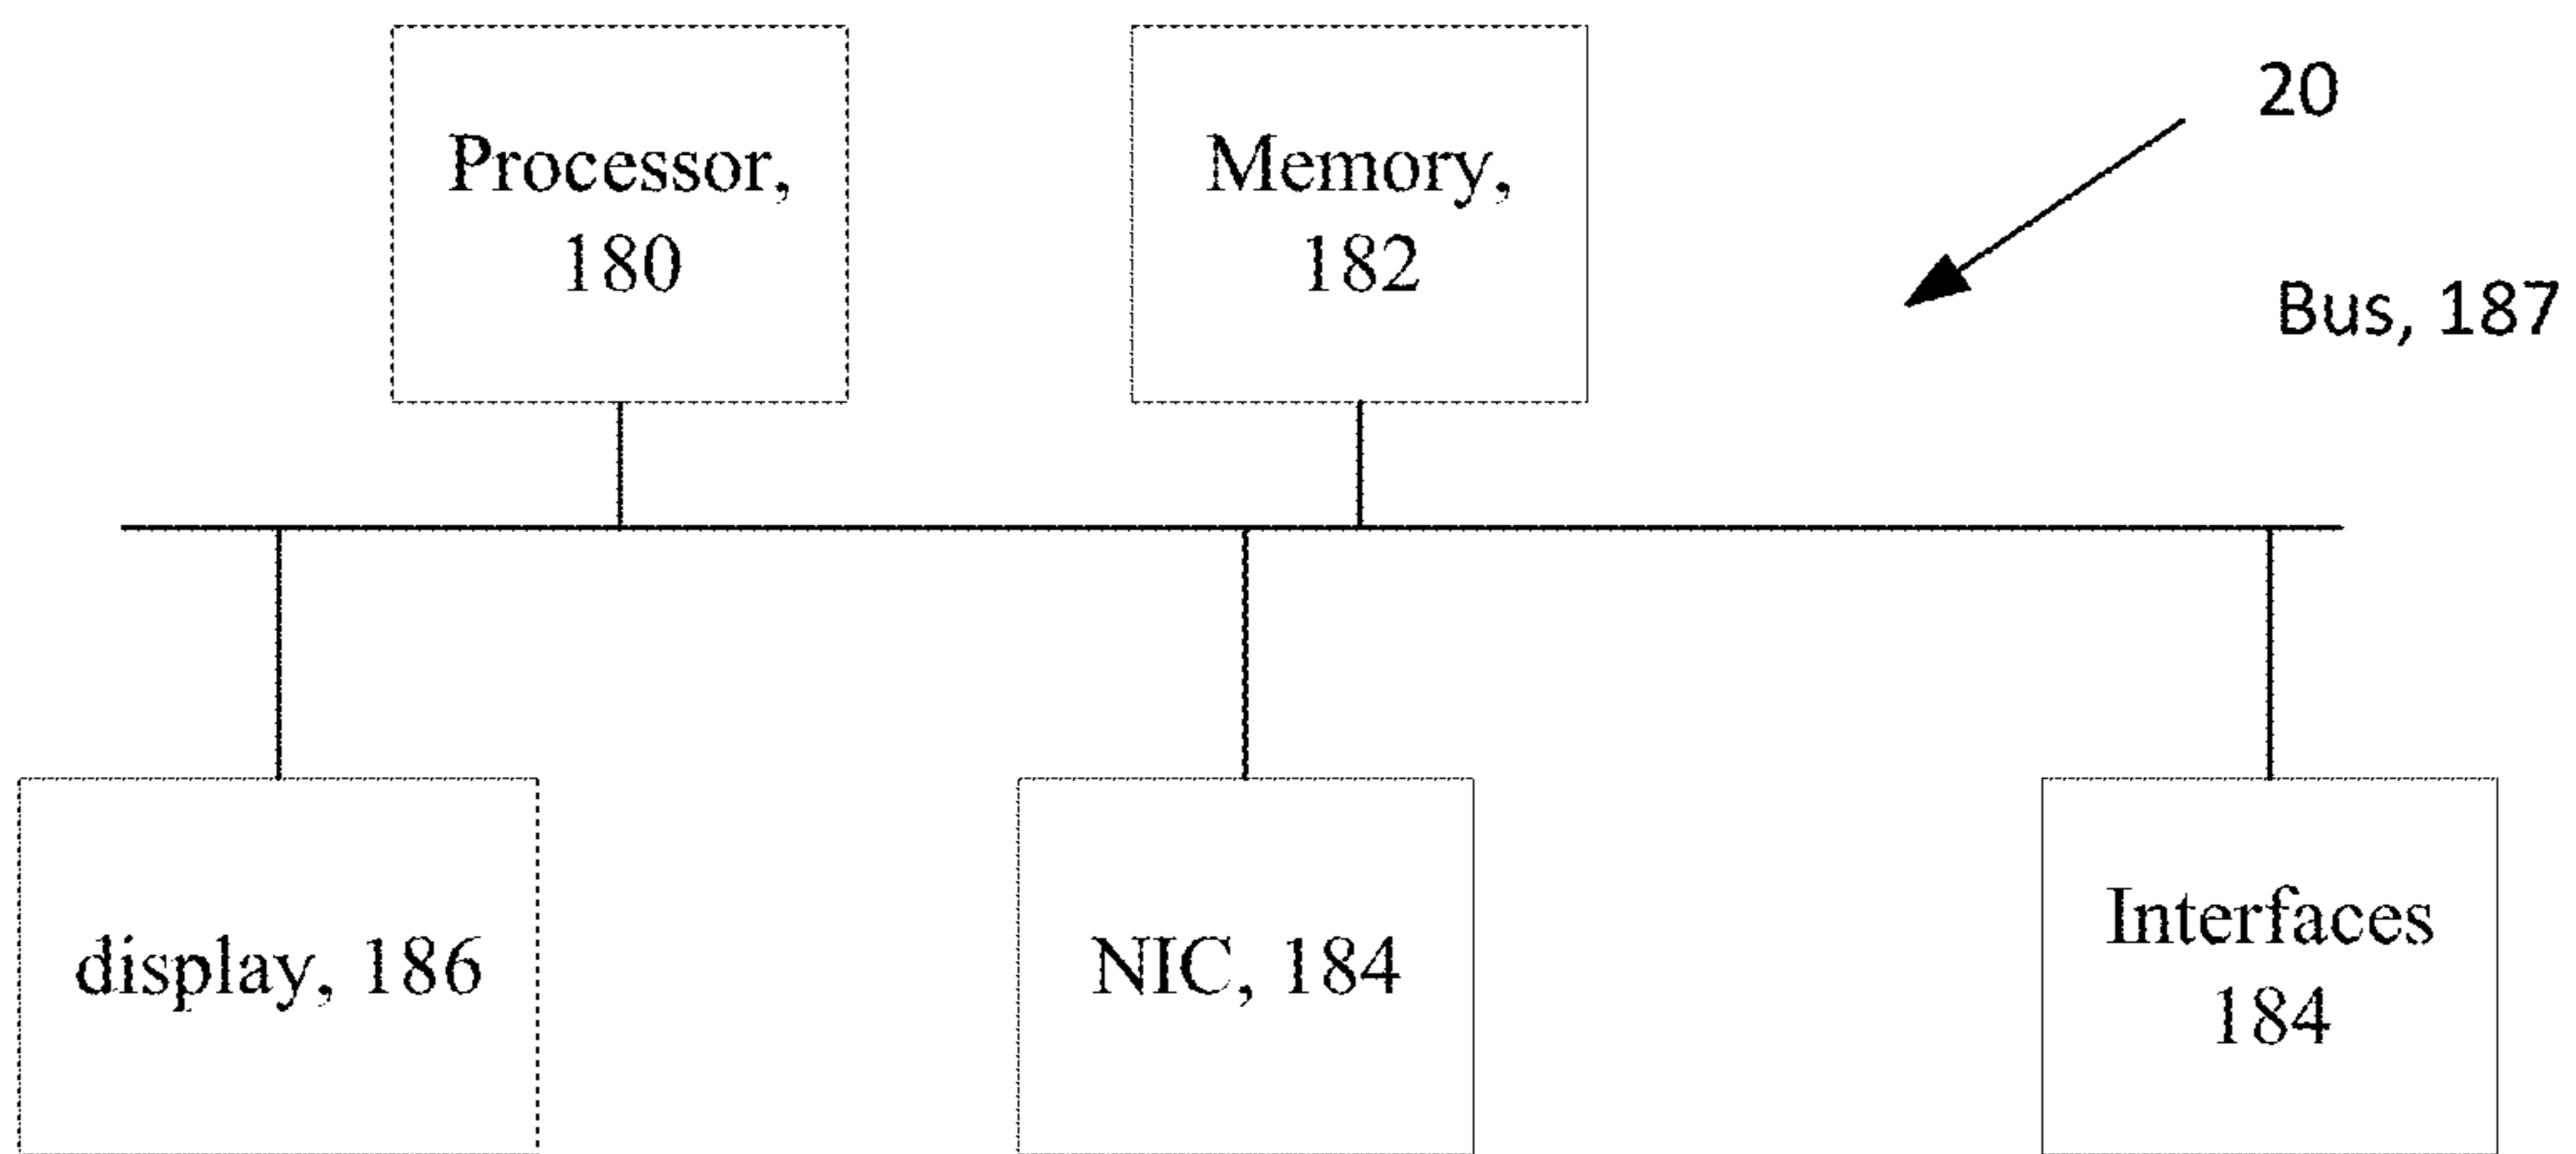 Processor,
180
Memory,
182
20
Bus, 187
display, 186
NIC, 184
Interfaces
184